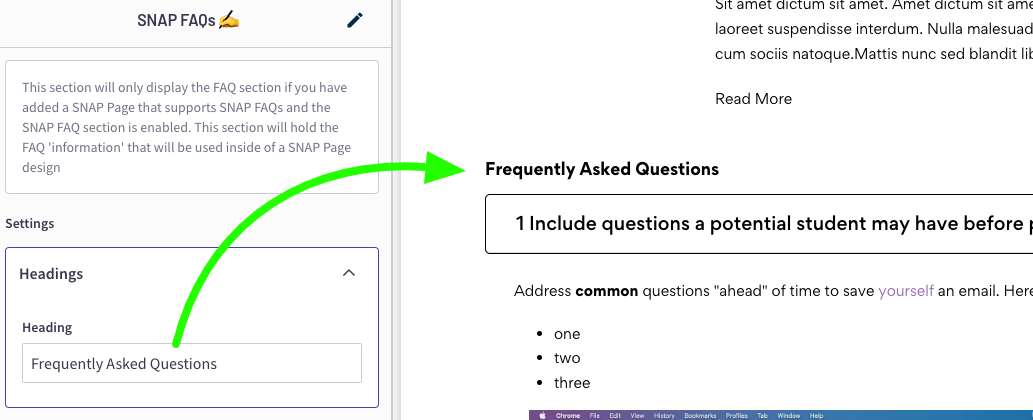 SNAP FAQs✍️
This section will only display the FAQ section if you have
added a SNAP Page that supports SNAP FAQs and the
SNAP FAQ section is enabled. This section will hold the
FAQ 'information' that will be used inside of a SNAP Page
design
Settings
Headings
Heading
Frequently Asked Questions
Sit amet dictum sit amet. Amet dictum sit ame
laoreet suspendisse interdum. Nulla malesuad
cum sociis natoque.Mattis nunc sed blandit lib
Read More
Frequently Asked Questions
1 Include questions a potential student may have before p
Address common questions "ahead" of time to save yourself an email. Here
• one
• two
• three
Chrome File Edit View History Bookmarks Profiles Tab Window Help